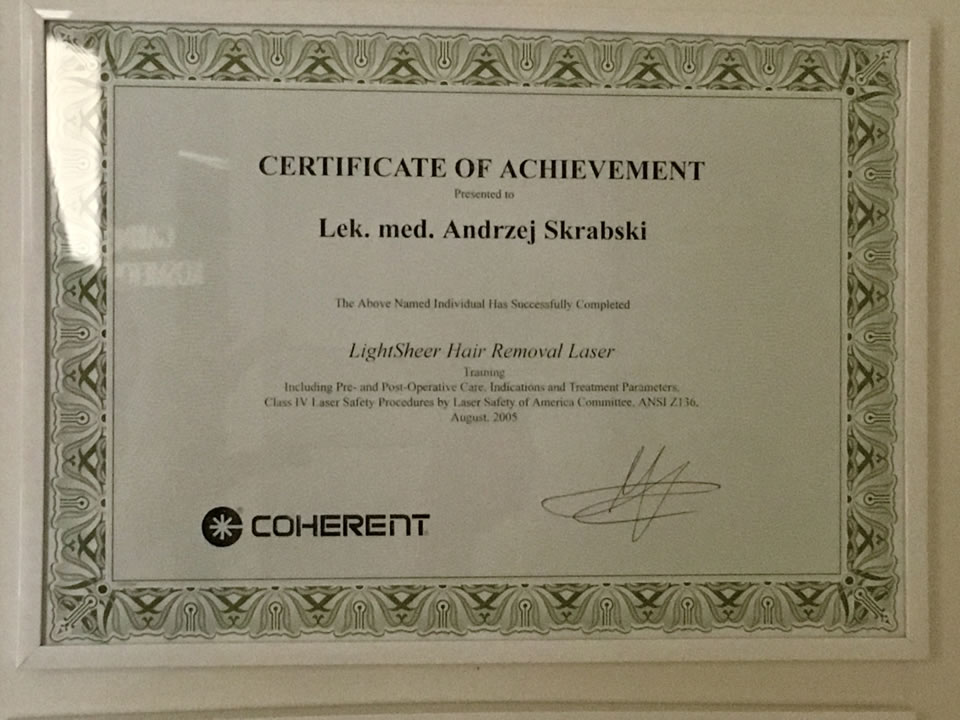 CERTIFICATE OF ACHIEVEMENT
Presented to
Lek. med. Andrzej Skrabski
The Above Named Individual Has Successfully Completed
LightSheer Hair Removal Laser
Training
Including Pre- and Post-Operative Care, Indications and Treatment Parameters,
Class IV Laser Safety Procedures by Laser Safety of America Committee, ANSI Z136,
August, 2005
COHERENT